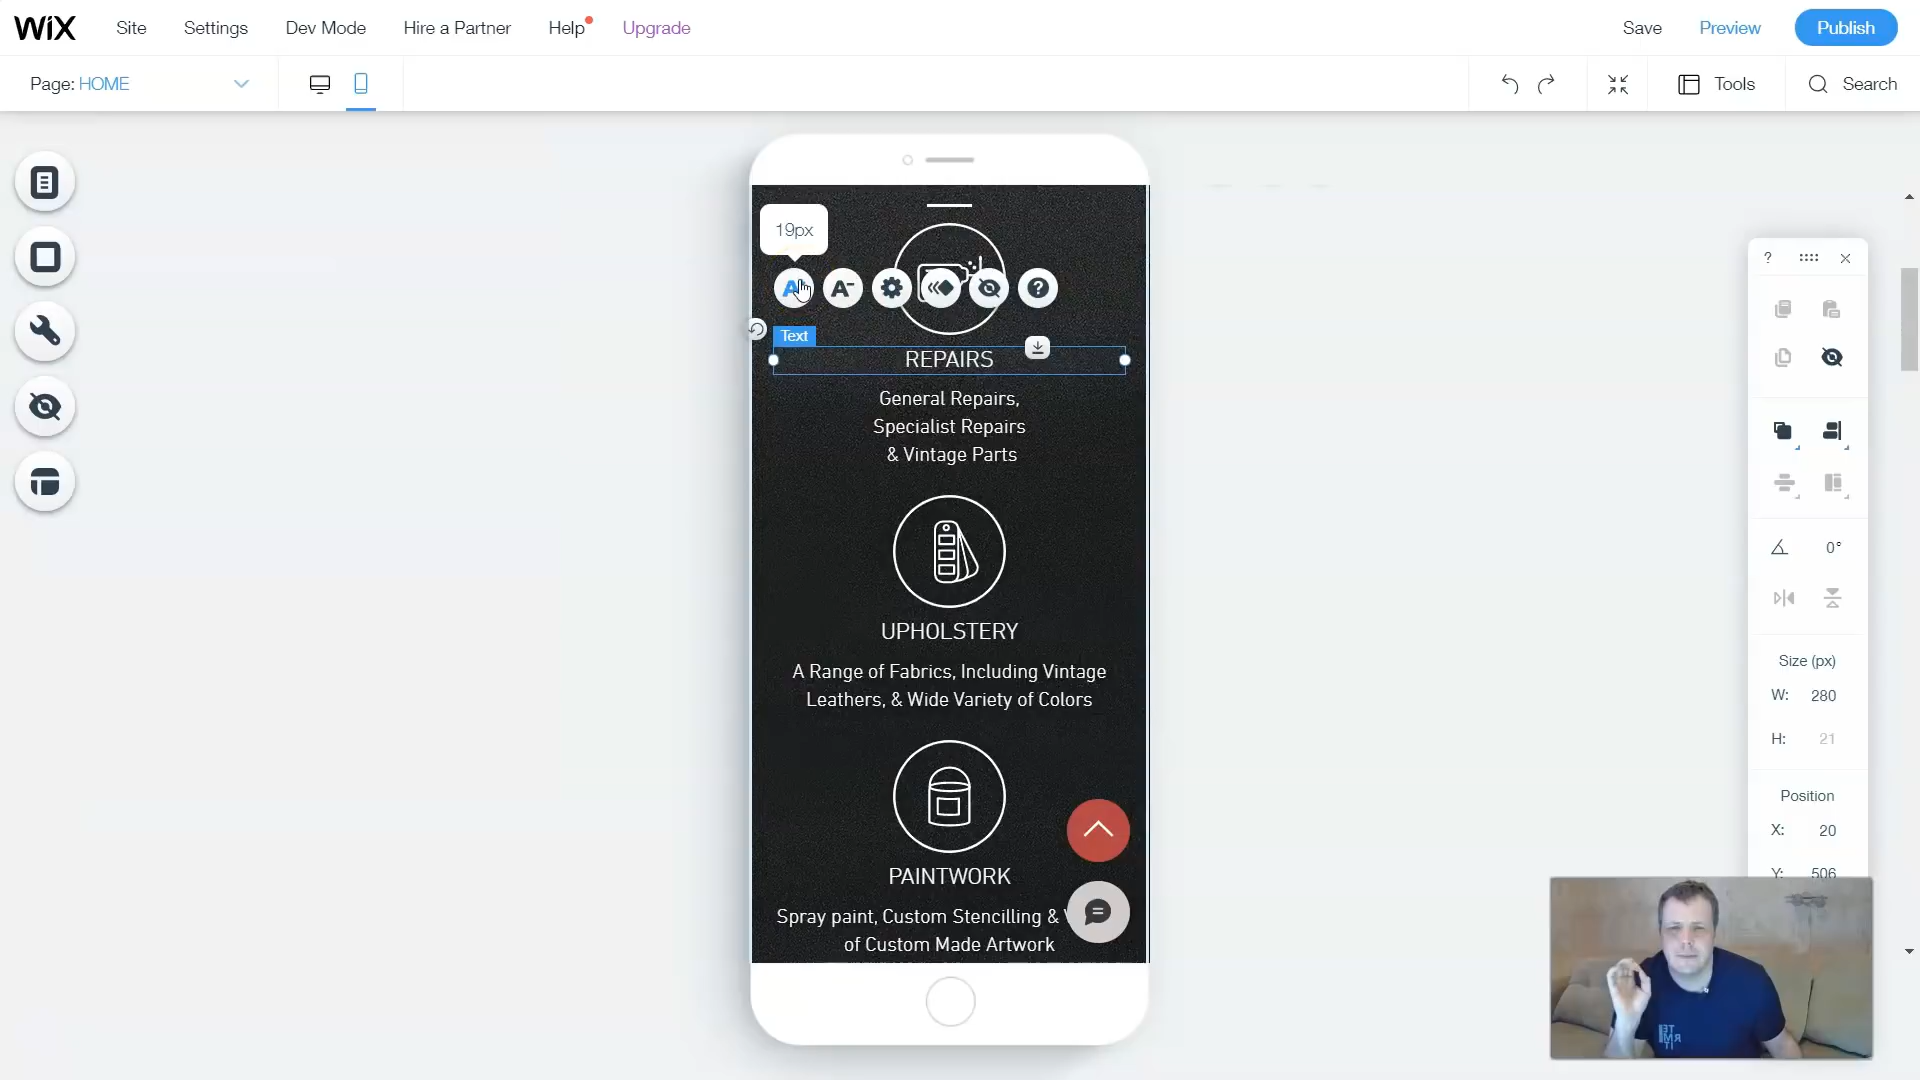 WIX Site Settings Dev Mode Hire a Partner Help Upgrade Save Preview Publish
Page: HOME Tools Search
19px
A A-
Text
REPAIRS
General Repairs,
Specialist Repairs
& Vintage Parts
UPHOLSTERY
A Range of Fabrics, Including Vintage
Leathers, & Wide Variety of Colors
PAINTWORK
Spray paint, Custom Stencilling &
of Custom Made Artwork
?
0°
Size (px)
W: 280
H: 21
Position
X: 20
Y: 506